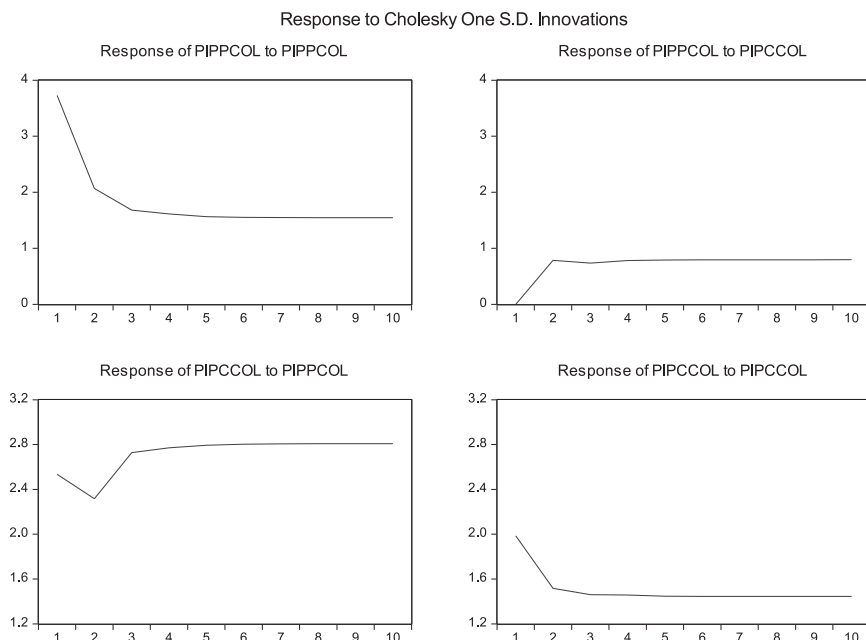 Response to Cholesky One S.D. Innovations
Response of PIPPCOL to PIPPCOL
4
3
2
1
0
1 2 3 4 5 6 7 8 9 10
Response of PIPPCOL to PIPCCOL
4
3
2
1
0
1 2 3 4 5 6 7 8 9 10
Response of PIPCCOL to PIPPCOL
3.2
2.8
2.4
2.0
1.6
1.2
1 2 3 4 5 6 7 8 9 10
Response of PIPCCOL to PIPCCOL
3.2
2.8
2.4
2.0
1.6
1.2
1 2 3 4 5 6 7 8 9 10